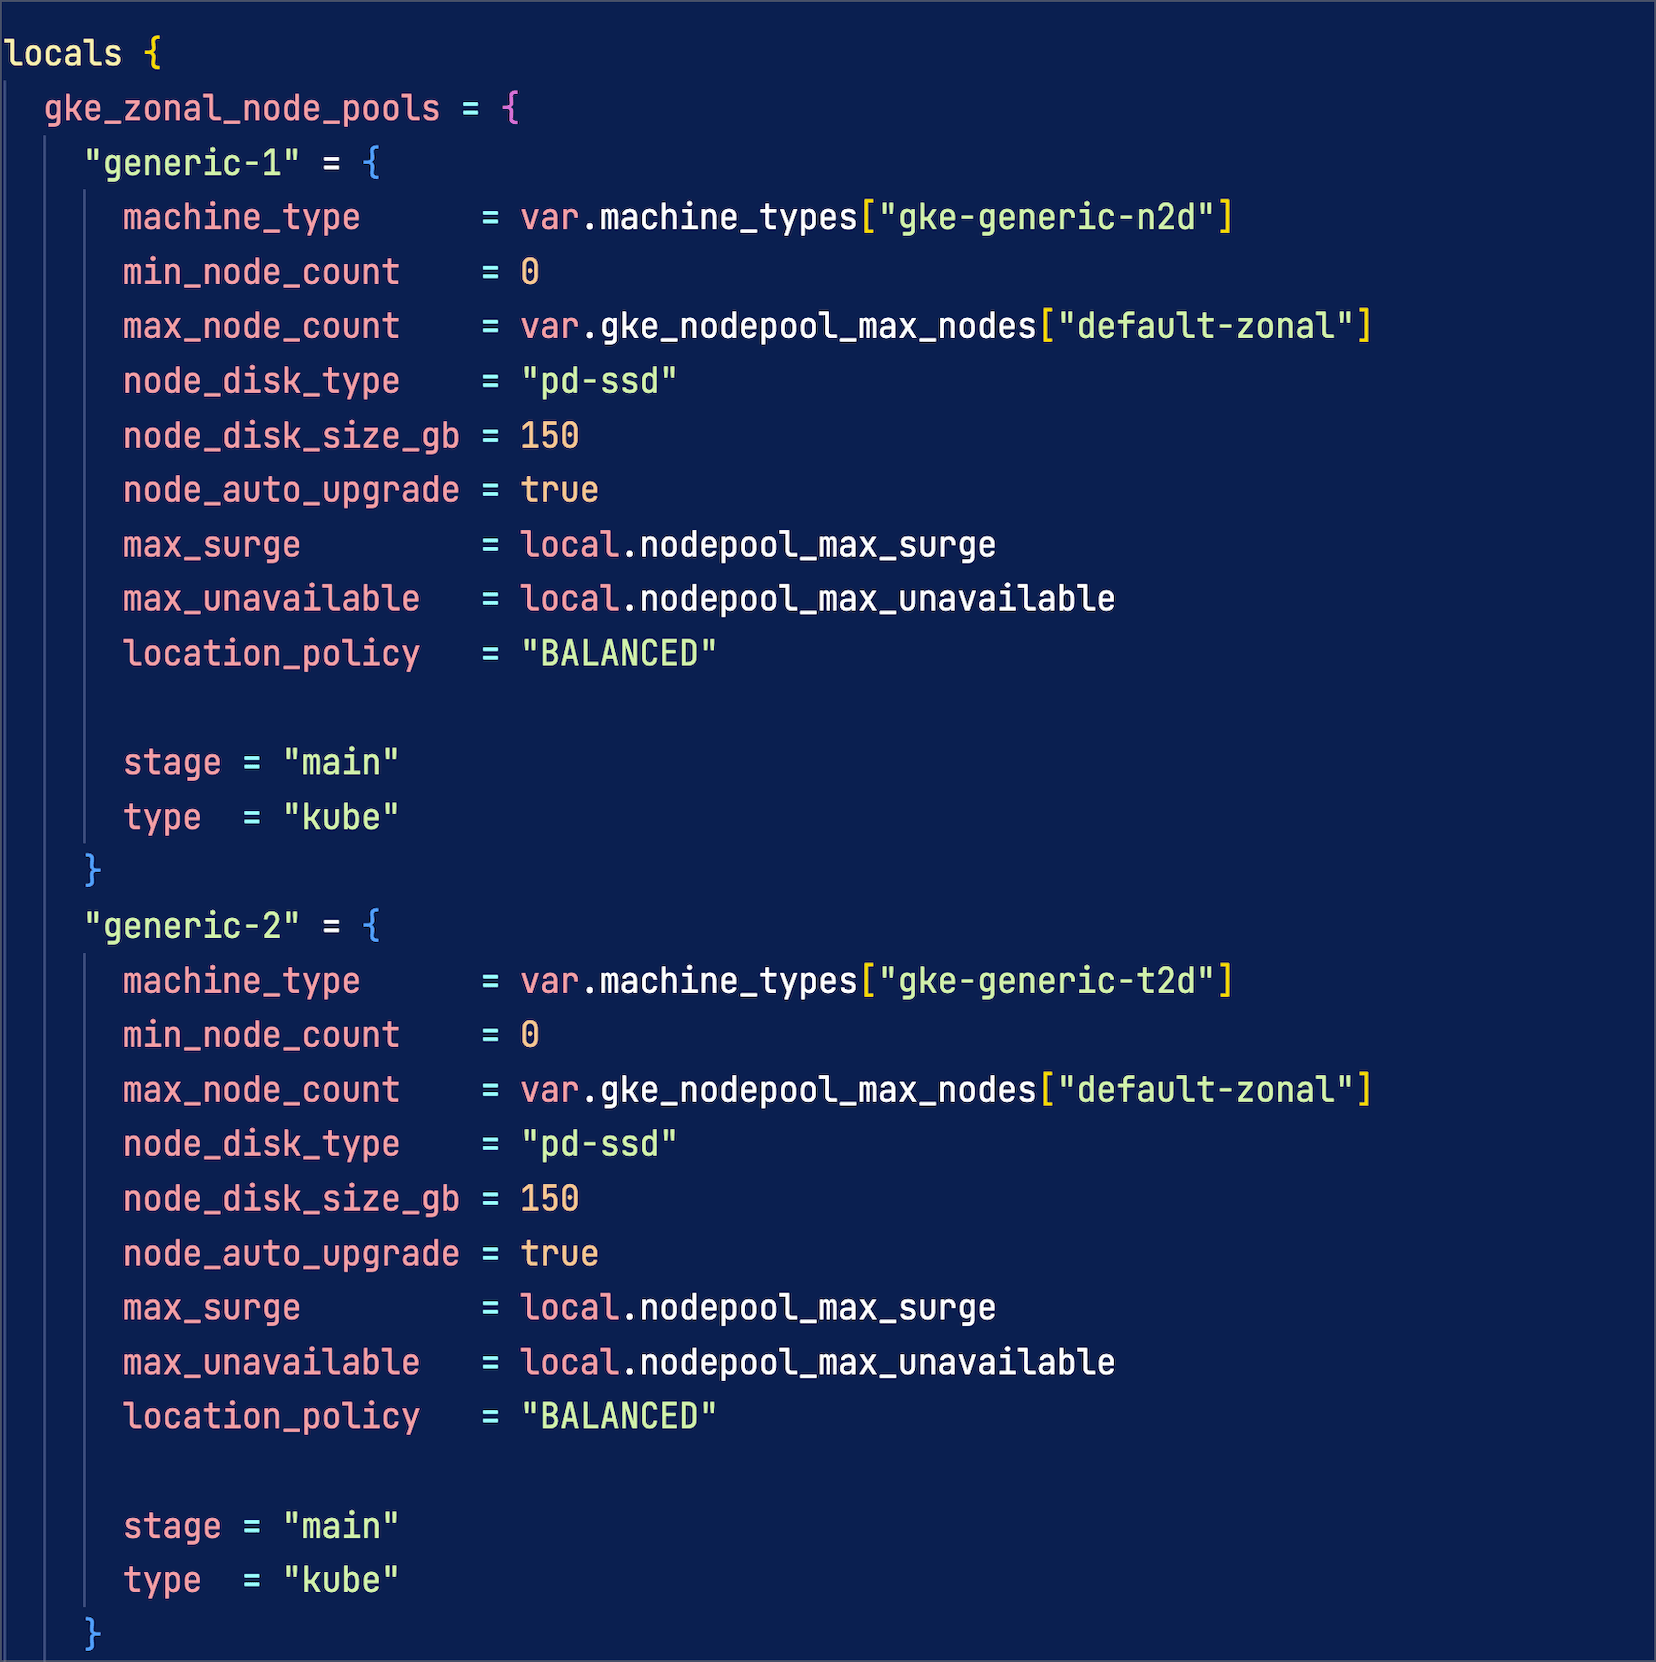 locals {
  gke_zonal_node_pools = {
    "generic-1" = {
      machine_type      = var.machine_types["gke-generic-n2d"]
      min_node_count    = 0
      max_node_count    = var.gke_nodepool_max_nodes["default-zonal"]
      node_disk_type    = "pd-ssd"
      node_disk_size_gb = 150
      node_auto_upgrade = true
      max_surge         = local.nodepool_max_surge
      max_unavailable   = local.nodepool_max_unavailable
      location_policy   = "BALANCED"

      stage = "main"
      type  = "kube"
    }
    "generic-2" = {
      machine_type      = var.machine_types["gke-generic-t2d"]
      min_node_count    = 0
      max_node_count    = var.gke_nodepool_max_nodes["default-zonal"]
      node_disk_type    = "pd-ssd"
      node_disk_size_gb = 150
      node_auto_upgrade = true
      max_surge         = local.nodepool_max_surge
      max_unavailable   = local.nodepool_max_unavailable
      location_policy   = "BALANCED"

      stage = "main"
      type  = "kube"
    }